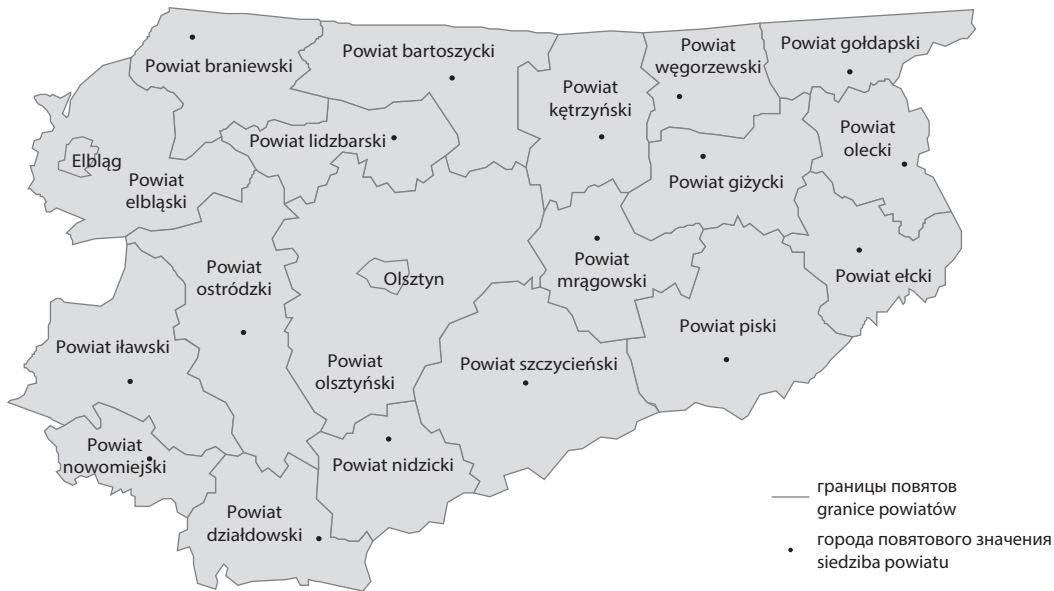 Powiat braniewski
Powiat bartoszycki
Powiat
węgorzewski
Powiat gołdapski
Powiat
kętrzyński
Powiat lidzbarski
Powiat
olecki
Elbląg
Powiat
elbląski
Powiat giżycki
Powiat
ostródzki
Olsztyn
Powiat
mrągowski
Powiat ełcki
Powiat iławski
Powiat piski
Powiat
olsztyński
Powiat szczycieński
Powiat
nowomiejski
Powiat nidzicki
Powiat
działdowski
границы повятов
granice powiatów
города повятового значения
siedziba powiatu